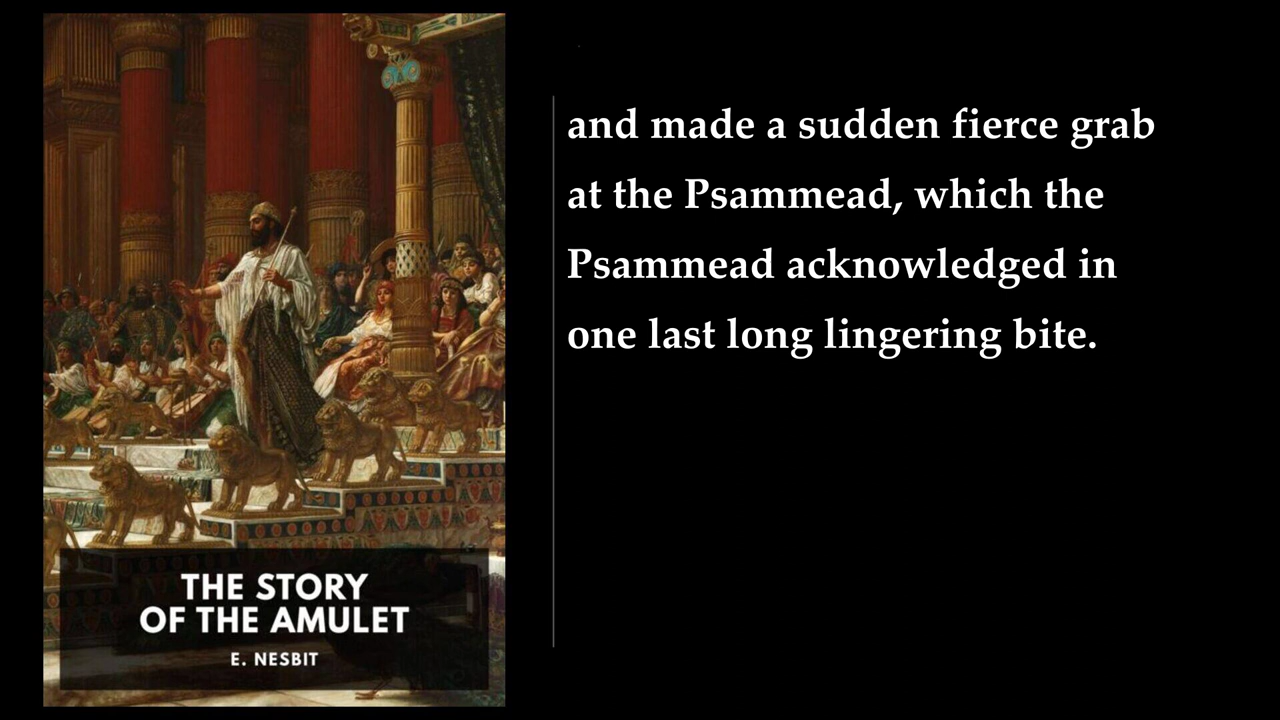 THE STORY
OF THE AMULET
E. NESBIT
and made a sudden fierce grab
at the Psammead, which the
Psammead acknowledged in
one last long lingering bite.